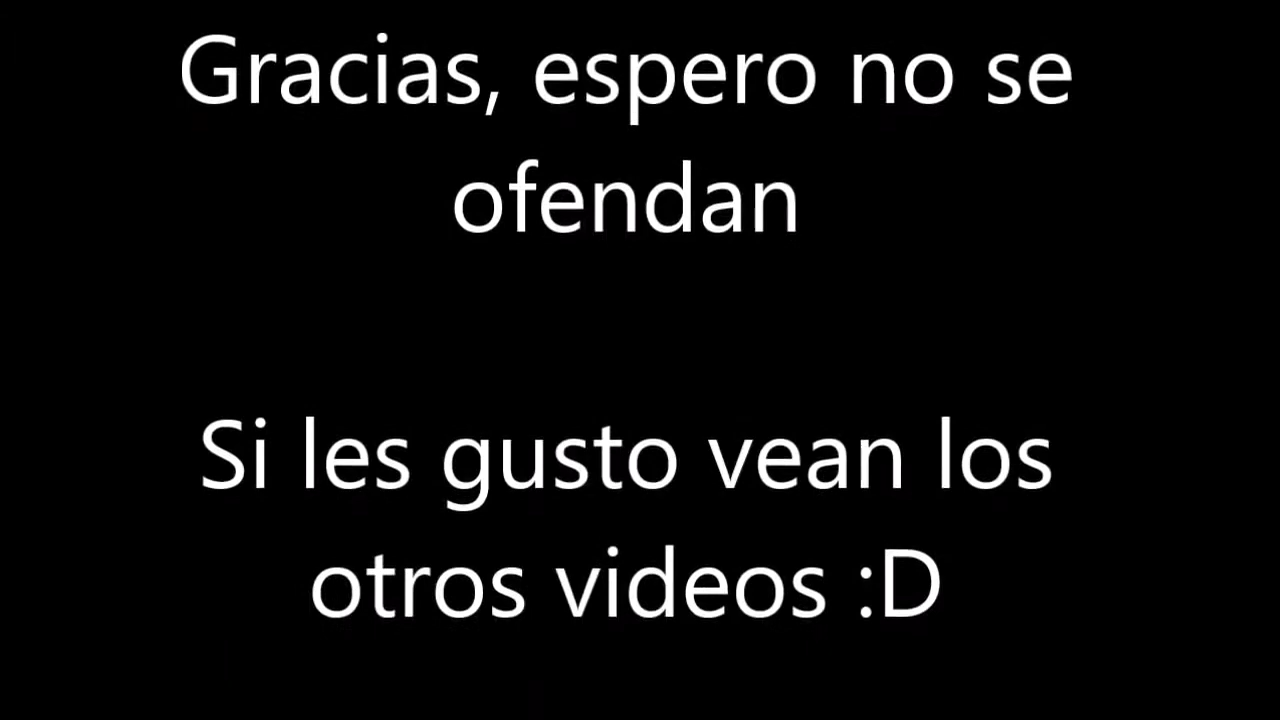 Gracias, espero no se
ofendan
Si les gusto vean los
otros videos :D